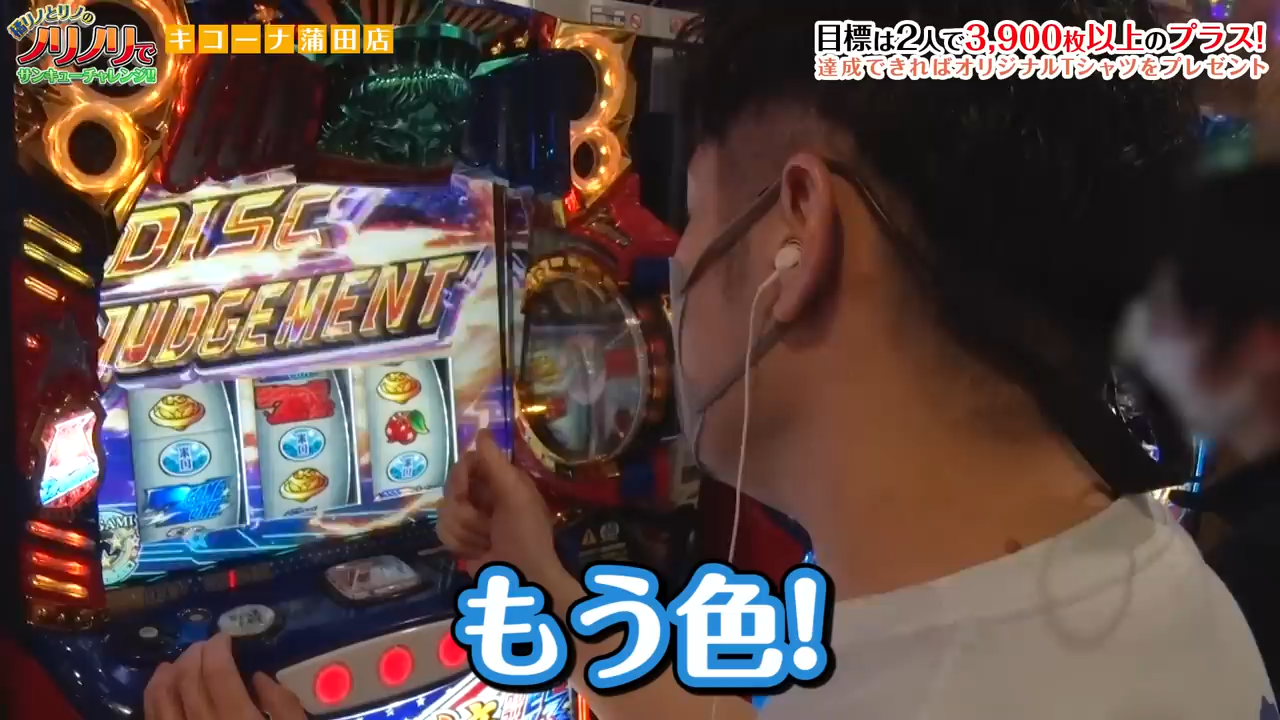 ノリノリで
サンキューチャレンジ!!
キコーナ蒲田店
目標は2人で3,900枚以上のプラス!
達成できればオリジナルTシャツをプレゼント
DISC
JUDGEMENT
もう色!